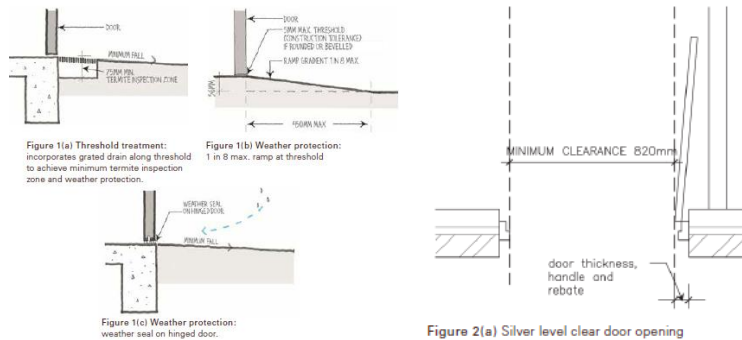 DOOR
MINIMUM FALL
75MM MIN.
TERMITE INSPECTION ZONE
Figure 1(a) Threshold treatment:
incorporates grated drain along threshold
to achieve minimum termite inspection
zone and weather protection.
DOOR
5MM MAX. THRESHOLD
(CONSTRUCTION TOLERANCE)
IF ROUNDED OR BEVELLED
RAMP GRADIENT 1 IN 8 MAX.
56MM
450MM MAX
Figure 1(b) Weather protection:
1 in 8 max. ramp at threshold
WEATHER SEAL
ON HINGED DOOR
MINIMUM FALL
Figure 1(c) Weather protection:
weather seal on hinged door.
MINIMUM CLEARANCE 820mm
door thickness,
handle and
rebate
Figure 2(a) Silver level clear door opening